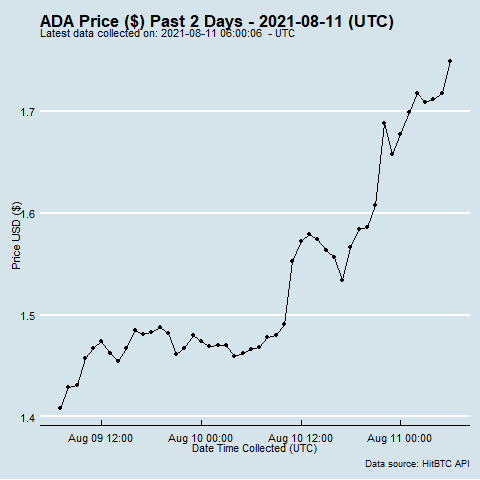 ADA Price ($) Past 2 Days - 2021-08-11 (UTC)
Latest data collected on: 2021-08-11 06:00:06 - UTC
1.7
1.6
1.5
1.4
Price USD ($)
Aug 09 12:00 Aug 10 00:00 Aug 10 12:00 Aug 11 00:00
Date Time Collected (UTC)
Data source: HitBTC API